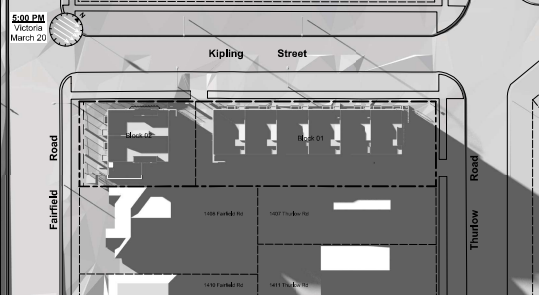 5:00 PM
Victoria
March 20
N
Kipling Street
Block 02
Block 01
Fairfield Road
Thurlow Road
1408 Fairfield Rd
1407 Thurlow Rd
1410 Fairfield Rd
1411 Thurlow Rd